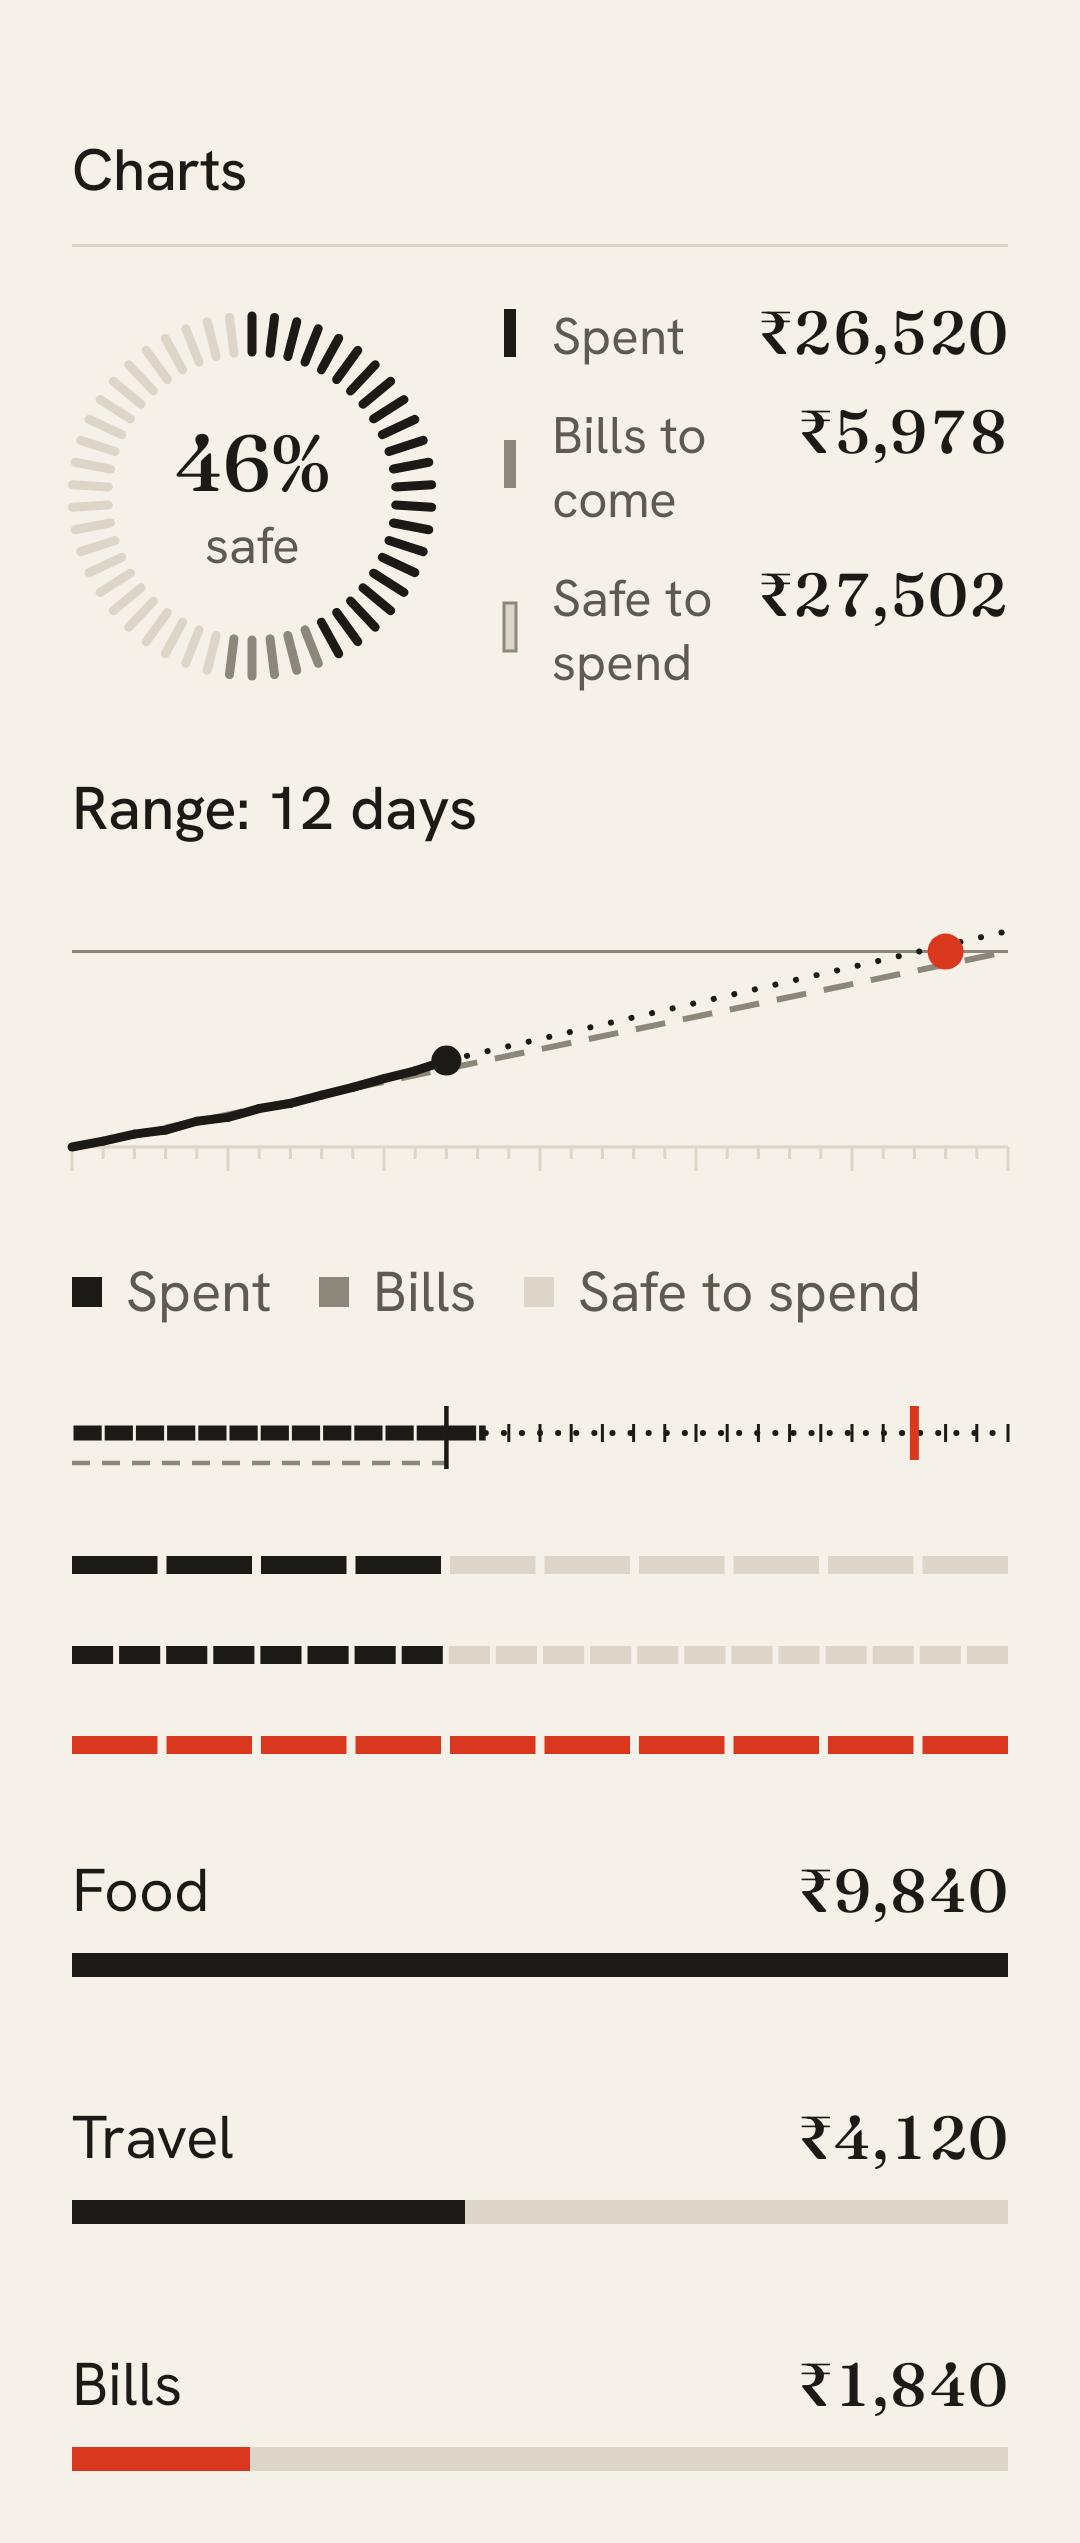 Charts
46%
safe
Spent ₹26,520
Bills to ₹5,978
come
Safe to ₹27,502
spend
Range: 12 days
Spent Bills Safe to spend
Food ₹9,840
Travel ₹4,120
Bills ₹1,840